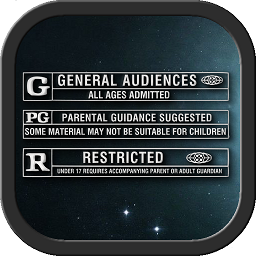 G GENERAL AUDIENCES
ALL AGES ADMITTED
PG PARENTAL GUIDANCE SUGGESTED
SOME MATERIAL MAY NOT BE SUITABLE FOR CHILDREN
R RESTRICTED
UNDER 17 REQUIRES ACCOMPANYING PARENT OR ADULT GUARDIAN